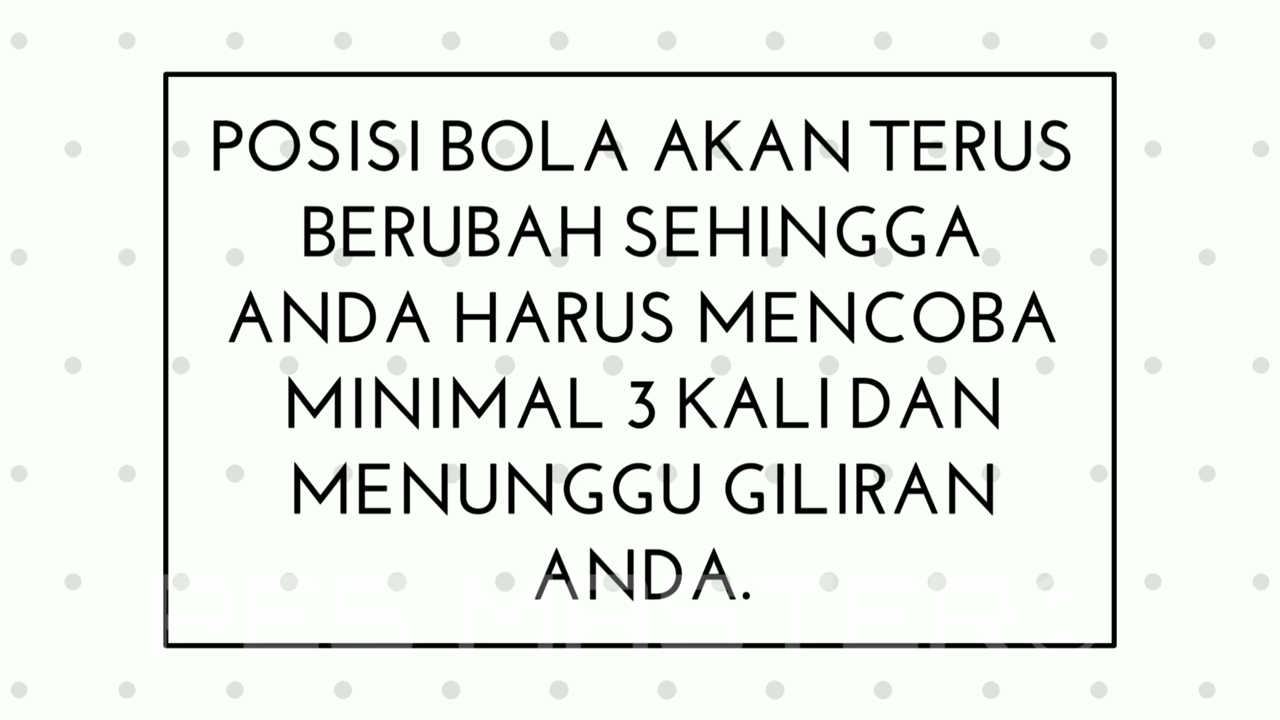 POSISI BOLA AKAN TERUS
BERUBAH SEHINGGA
ANDA HARUS MENCOBA
MINIMAL 3 KALI DAN
MENUNGGU GILIRAN
ANDA.